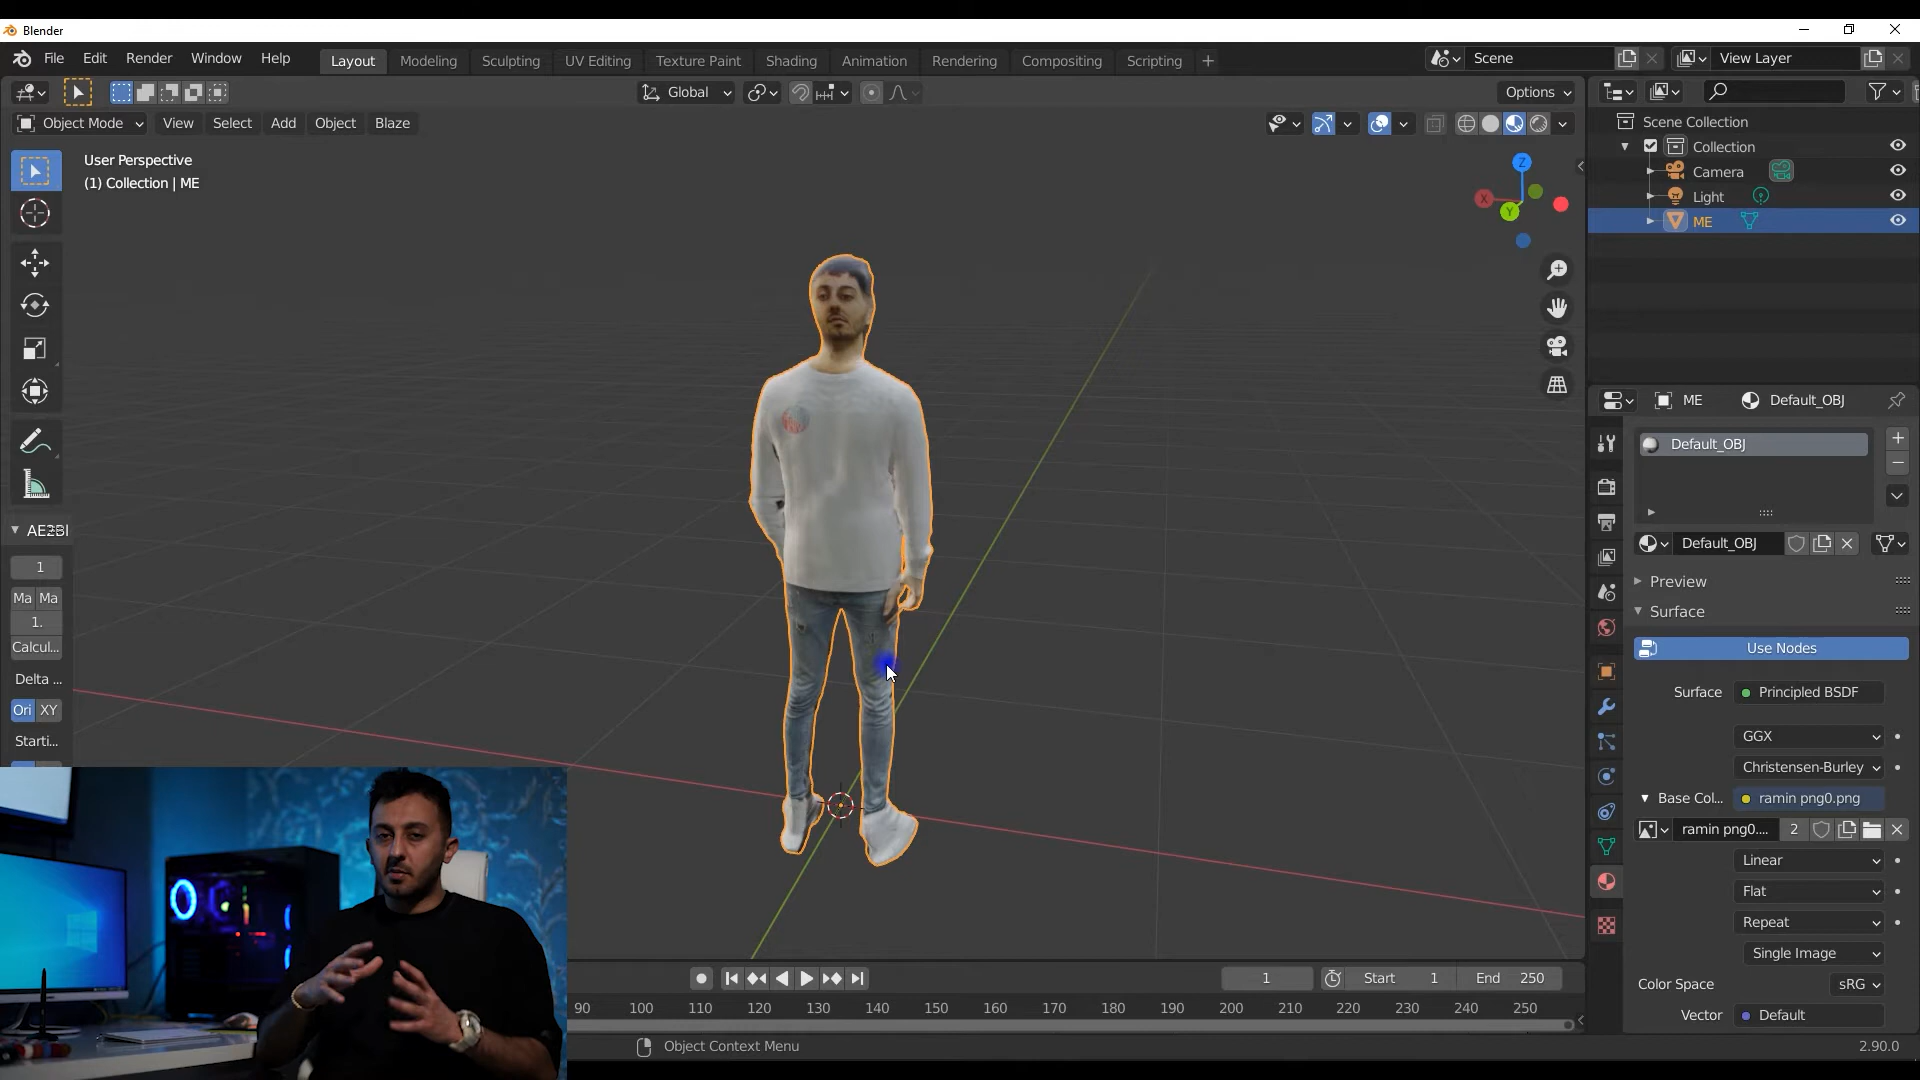 Blender
File Edit Render Window Help Layout Modeling Sculpting UV Editing Texture Paint Shading Animation Rendering Compositing Scripting + Scene View Layer
Global Options
Object Mode View Select Add Object Blaze
User Perspective
(1) Collection | ME
Z
X
Y
Scene Collection
Collection
Camera
Light
ME
ME Default_OBJ
Default_OBJ
Default_OBJ
Preview
Surface
Use Nodes
Surface Principled BSDF
GGX
Christensen-Burley
Base Col... ramin png0.png
ramin png0.... 2
Linear
Flat
Repeat
Single Image
Color Space sRG
Vector Default
1
Ma Ma
1.
Calcul...
Delta ...
Ori XY
Starti...
1 Start 1 End 250
90 100 110 120 130 140 150 160 170 180 190 200 210 220 230 240 250
Object Context Menu
2.90.0